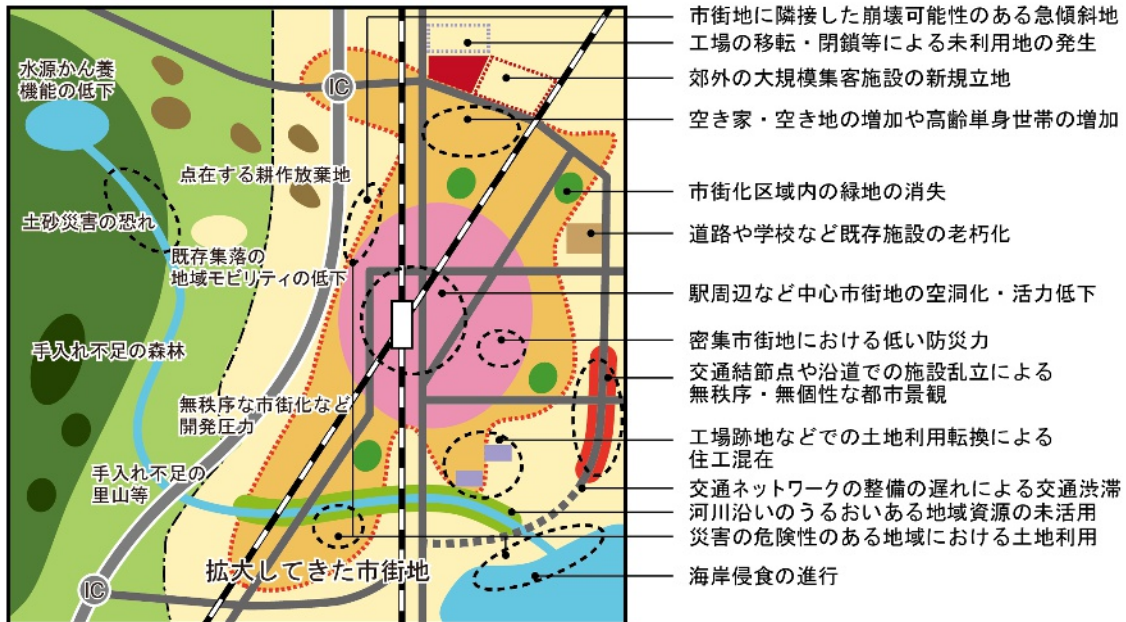 水源かん養
機能の低下
IC
点在する耕作放棄地
土砂災害の恐れ
既存集落の
地域モビリティの低下
手入れ不足の森林
無秩序な市街化など
開発圧力
手入れ不足の
里山等
拡大してきた市街地
IC
市街地に隣接した崩壊可能性のある急傾斜地
工場の移転・閉鎖等による未利用地の発生
郊外の大規模集客施設の新規立地
空き家・空き地の増加や高齢単身世帯の増加
市街化区域内の緑地の消失
道路や学校など既存施設の老朽化
駅周辺など中心市街地の空洞化・活力低下
密集市街地における低い防災力
交通結節点や沿道での施設乱立による
無秩序・無個性な都市景観
工場跡地などでの土地利用転換による
住工混在
交通ネットワークの整備の遅れによる交通渋滞
河川沿いのうるおいある地域資源の未活用
災害の危険性のある地域における土地利用
海岸侵食の進行